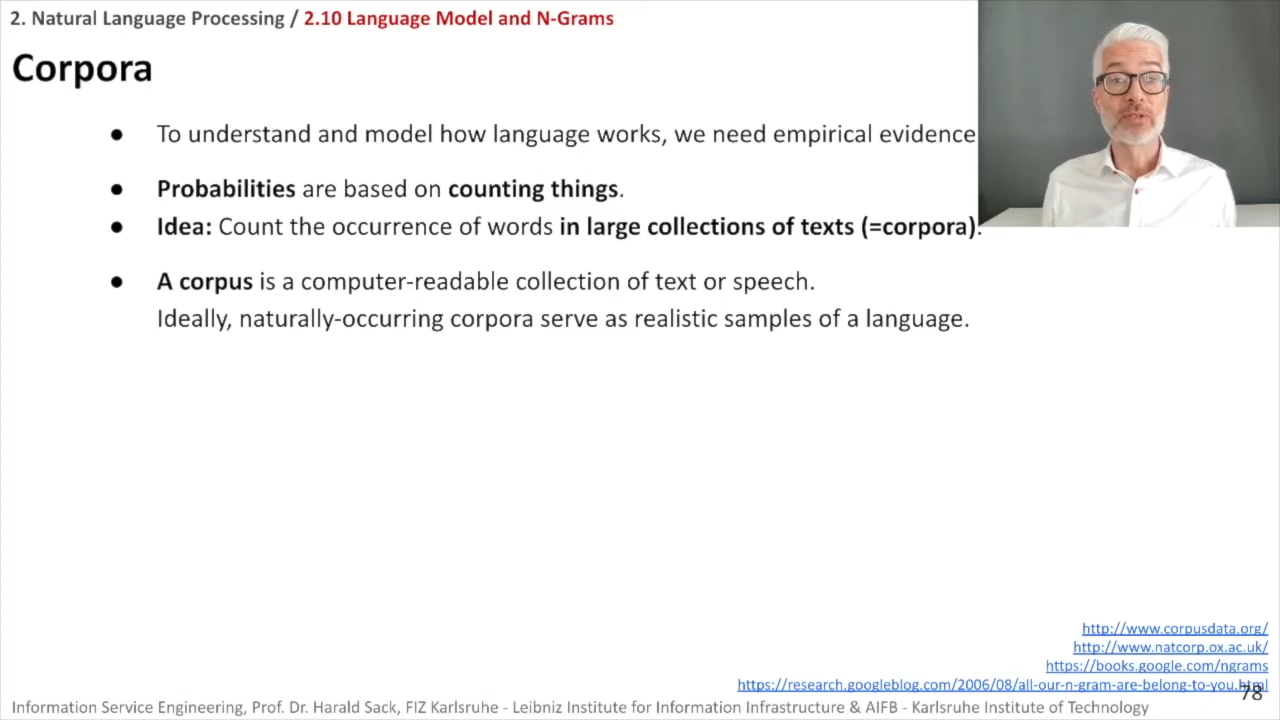 2. Natural Language Processing / 2.10 Language Model and N-Grams
Corpora
● To understand and model how language works, we need empirical evidence
● Probabilities are based on counting things.
● Idea: Count the occurrence of words in large collections of texts (=corpora).
● A corpus is a computer-readable collection of text or speech.
Ideally, naturally-occurring corpora serve as realistic samples of a language.
http://www.corpusdata.org/
http://www.natcorp.ox.ac.uk/
https://books.google.com/ngrams
https://research.googleblog.com/2006/08/all-our-n-gram-are-belong-to-you.html
78
Information Service Engineering, Prof. Dr. Harald Sack, FIZ Karlsruhe - Leibniz Institute for Information Infrastructure & AIFB - Karlsruhe Institute of Technology